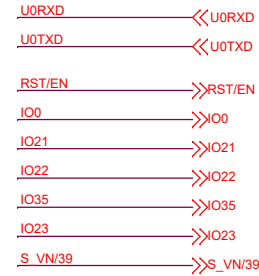 U0RXD U0RXD
U0TXD U0TXD
RST/EN RST/EN
IO0 IO0
IO21 IO21
IO22 IO22
IO35 IO35
IO23 IO23
S_VN/39 S_VN/39